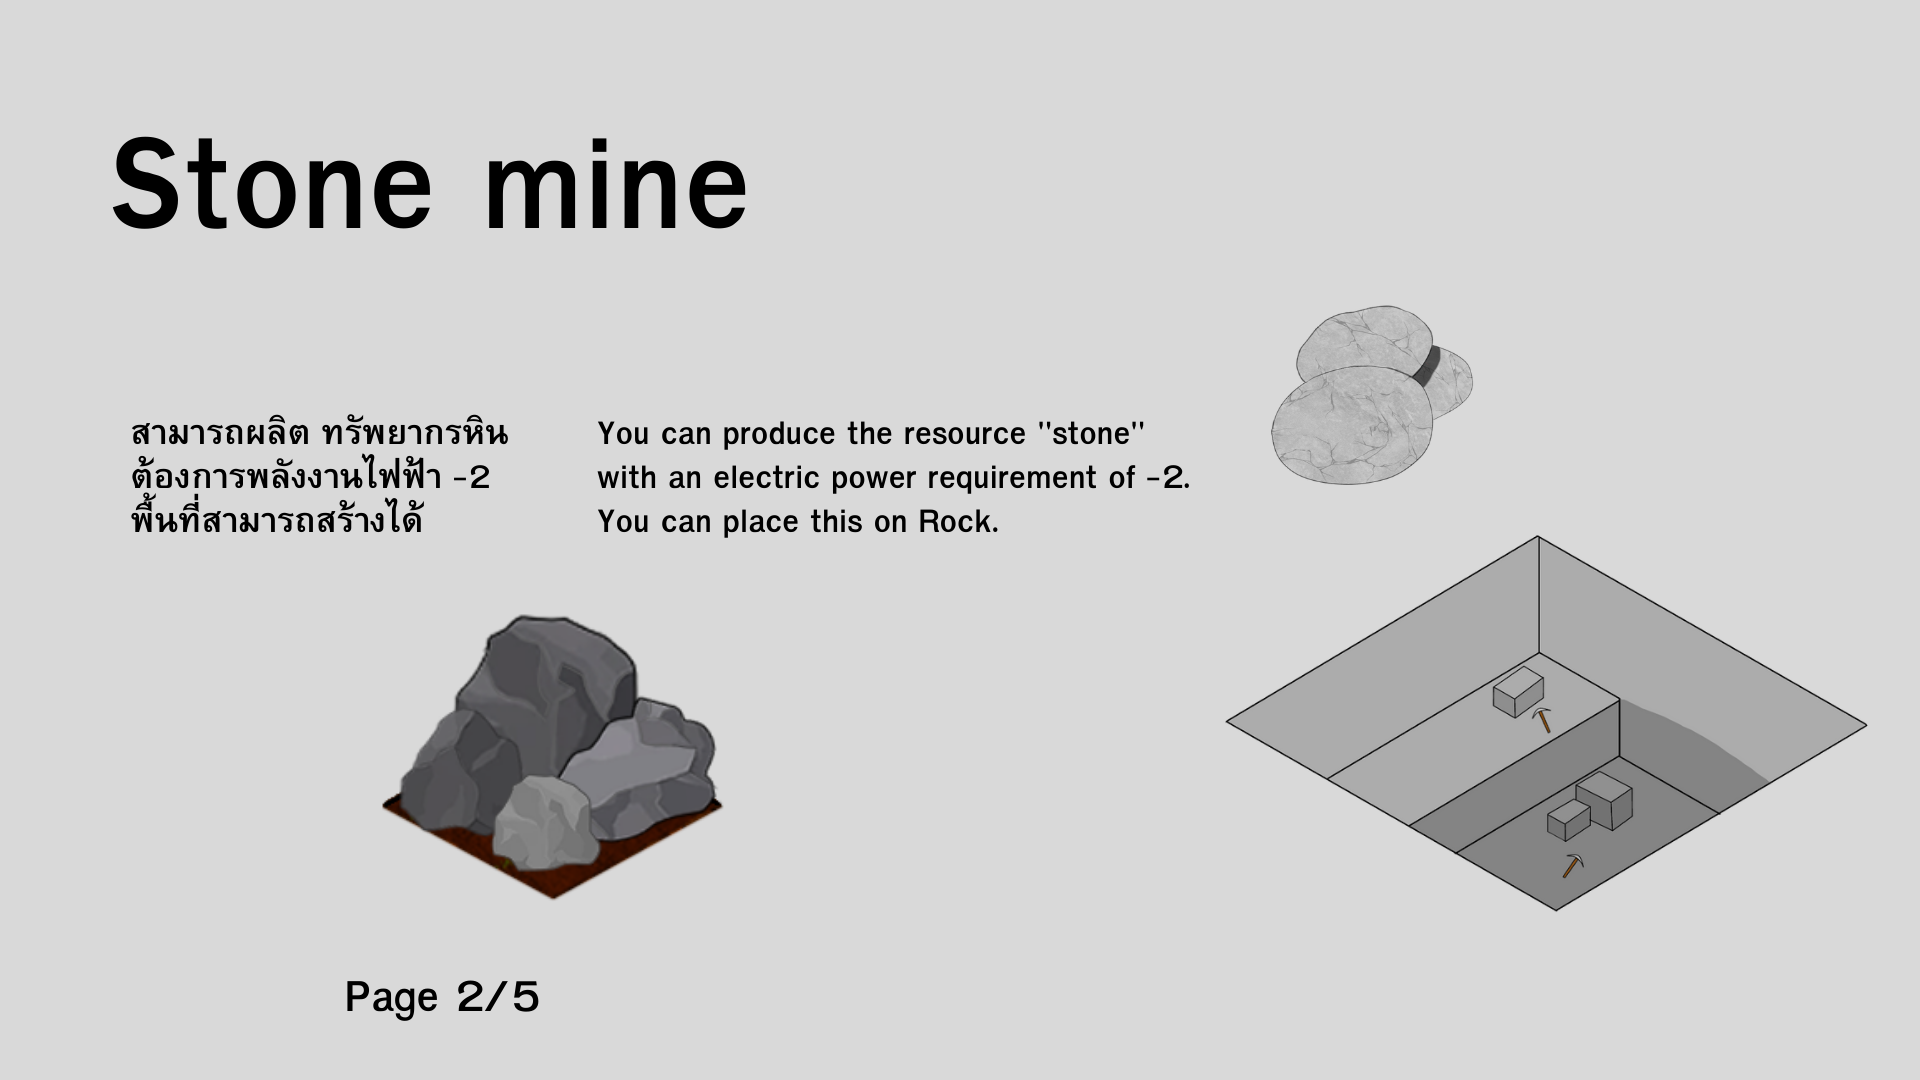 Stone mine
สามารถผลิต ทรัพยากรหิน
ต้องการพลังงานไฟฟ้า -2
พื้นที่สามารถสร้างได้
You can produce the resource "stone"
with an electric power requirement of -2.
You can place this on Rock.
Page 2/5